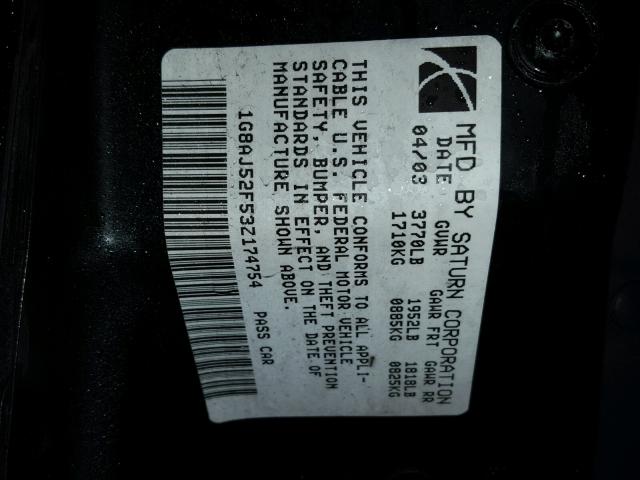 MFD BY SATURN CORPORATION
DATE GVWR GAWR FRT GAWR RR
04/03 3770LB 1952LB 1818LB
1710KG 0885KG 0825KG
THIS VEHICLE CONFORMS TO ALL APPLI-
CABLE U.S. FEDERAL MOTOR VEHICLE
SAFETY, BUMPER, AND THEFT PREVENTION
STANDARDS IN EFFECT ON THE DATE OF
MANUFACTURE SHOWN ABOVE.
1G8AJ52F53Z174754 PASS CAR